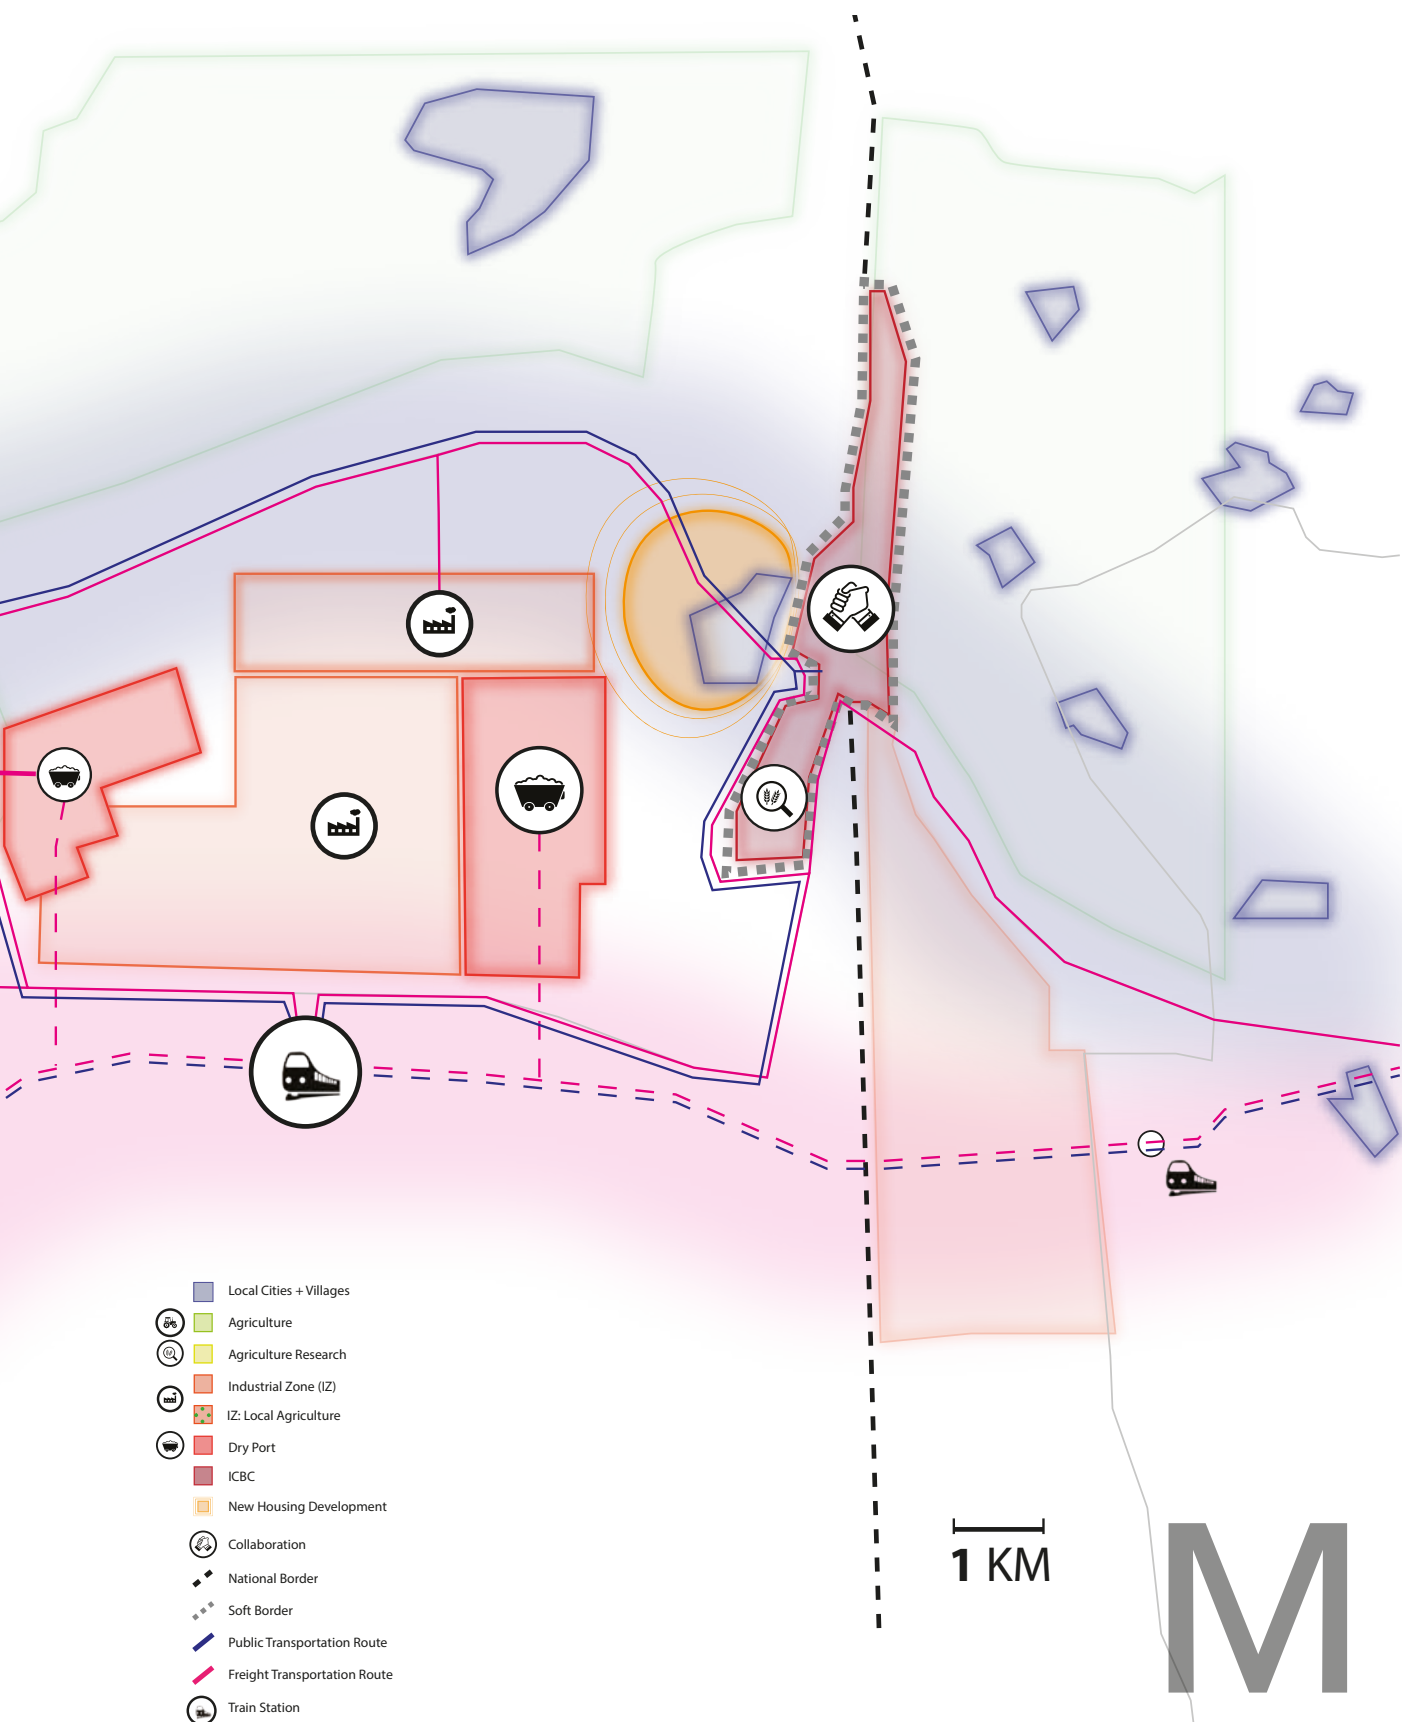 Local Cities + Villages
Agriculture
Agriculture Research
Industrial Zone (IZ)
IZ: Local Agriculture
Dry Port
ICBC
New Housing Development
Collaboration
National Border
Soft Border
Public Transportation Route
Freight Transportation Route
Train Station
1 KM
M